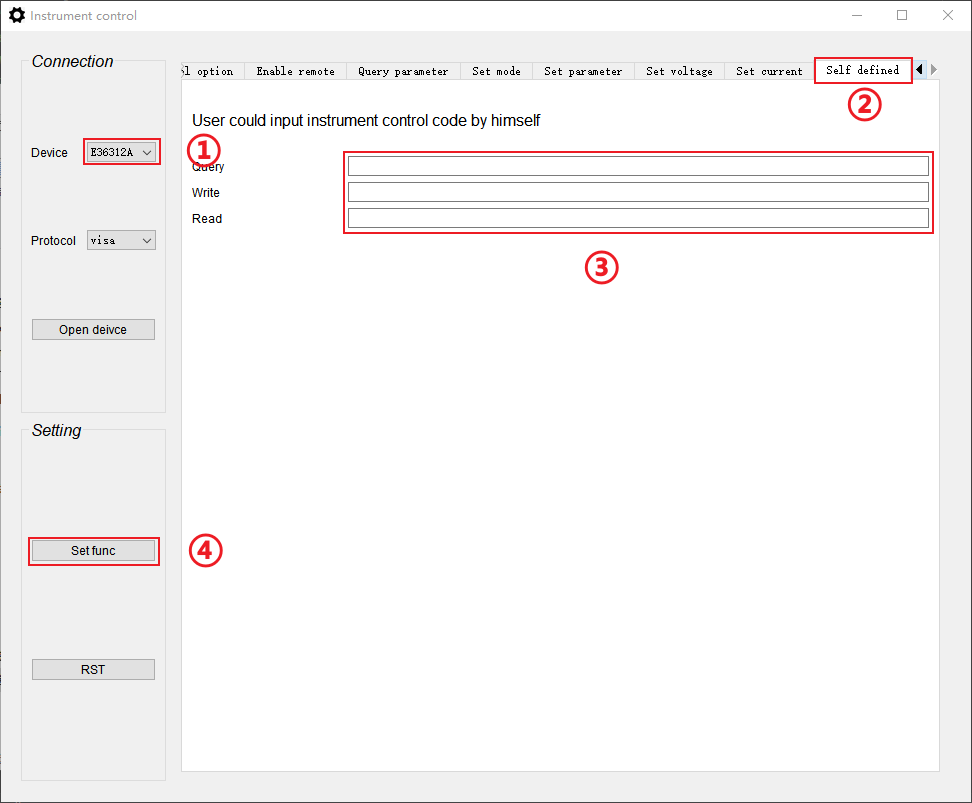 Instrument control
Connection
Device
E36312A
Protocol
visa
Open deivce
Setting
Set func
RST
l option
Enable remote
Query parameter
Set mode
Set parameter
Set voltage
Set current
Self defined
②
User could input instrument control code by himself
①
Query
Write
Read
③
④